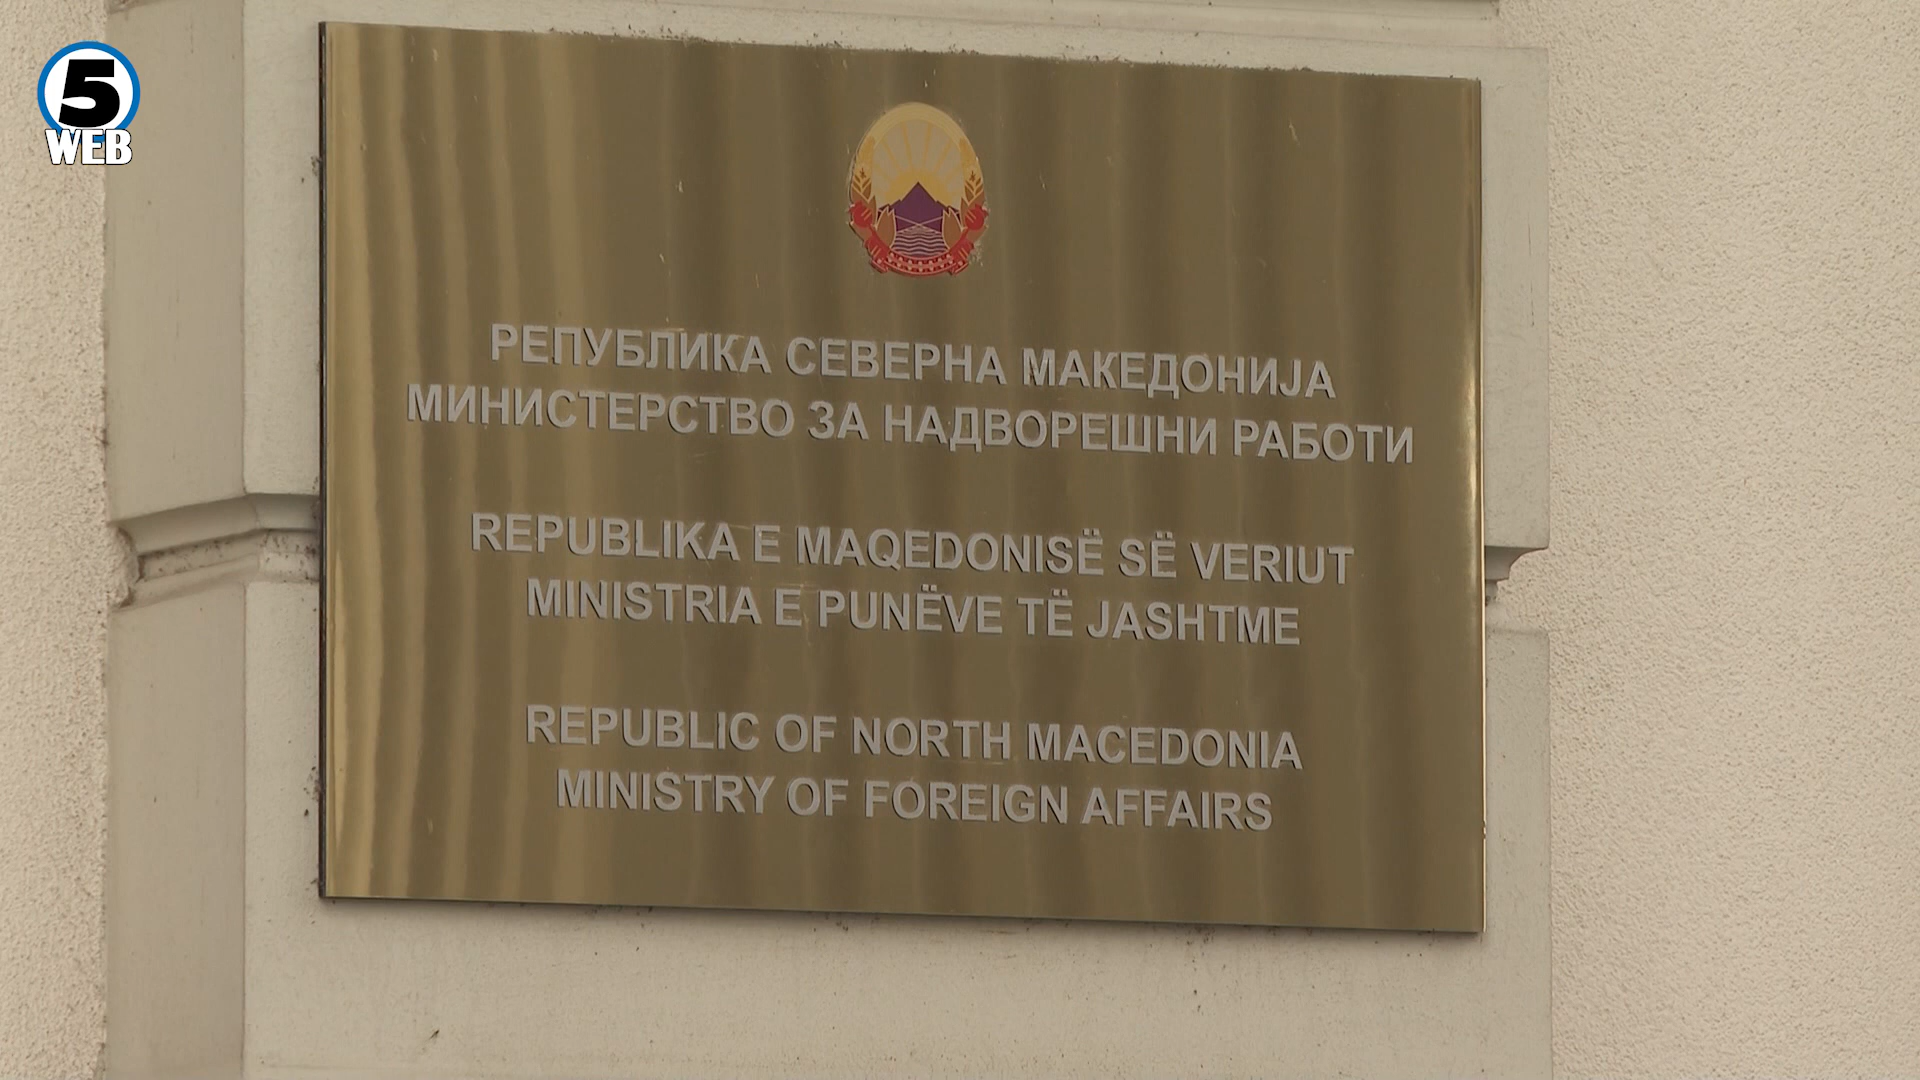 5
WEB
РЕПУБЛИКА СЕВЕРНА МАКЕДОНИЈА
МИНИСТЕРСТВО ЗА НАДВОРЕШНИ РАБОТИ
REPUBLIKA E MAQEDONISË SË VERIUT
MINISTRIA E PUNËVE TË JASHTME
REPUBLIC OF NORTH MACEDONIA
MINISTRY OF FOREIGN AFFAIRS